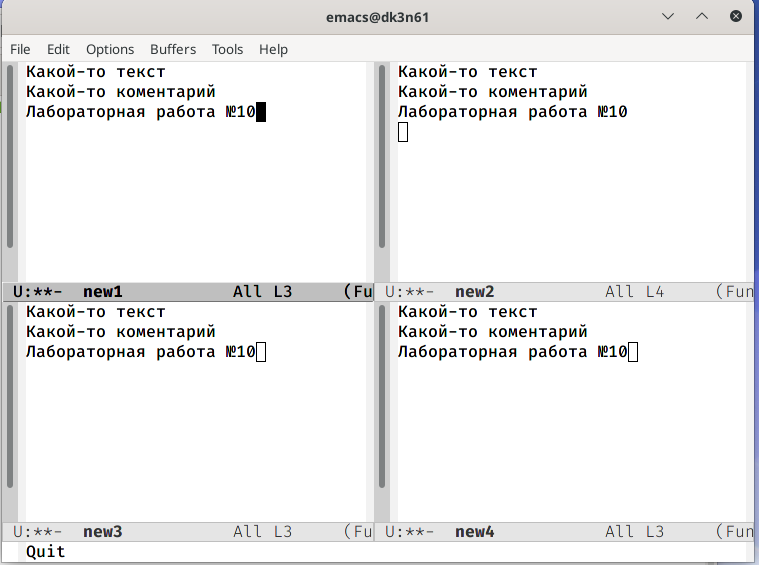 emacs@dk3n61
File Edit Options Buffers Tools Help
Какой-то текст
Какой-то коментарий
Лабораторная работа №10
U:**- new1 All L3 (Fu
Какой-то текст
Какой-то коментарий
Лабораторная работа №10
U:**- new2 All L4 (Fun
Какой-то текст
Какой-то коментарий
Лабораторная работа №10
U:**- new3 All L3 (Fu
Какой-то текст
Какой-то коментарий
Лабораторная работа №10
U:**- new4 All L3 (Fun
Quit